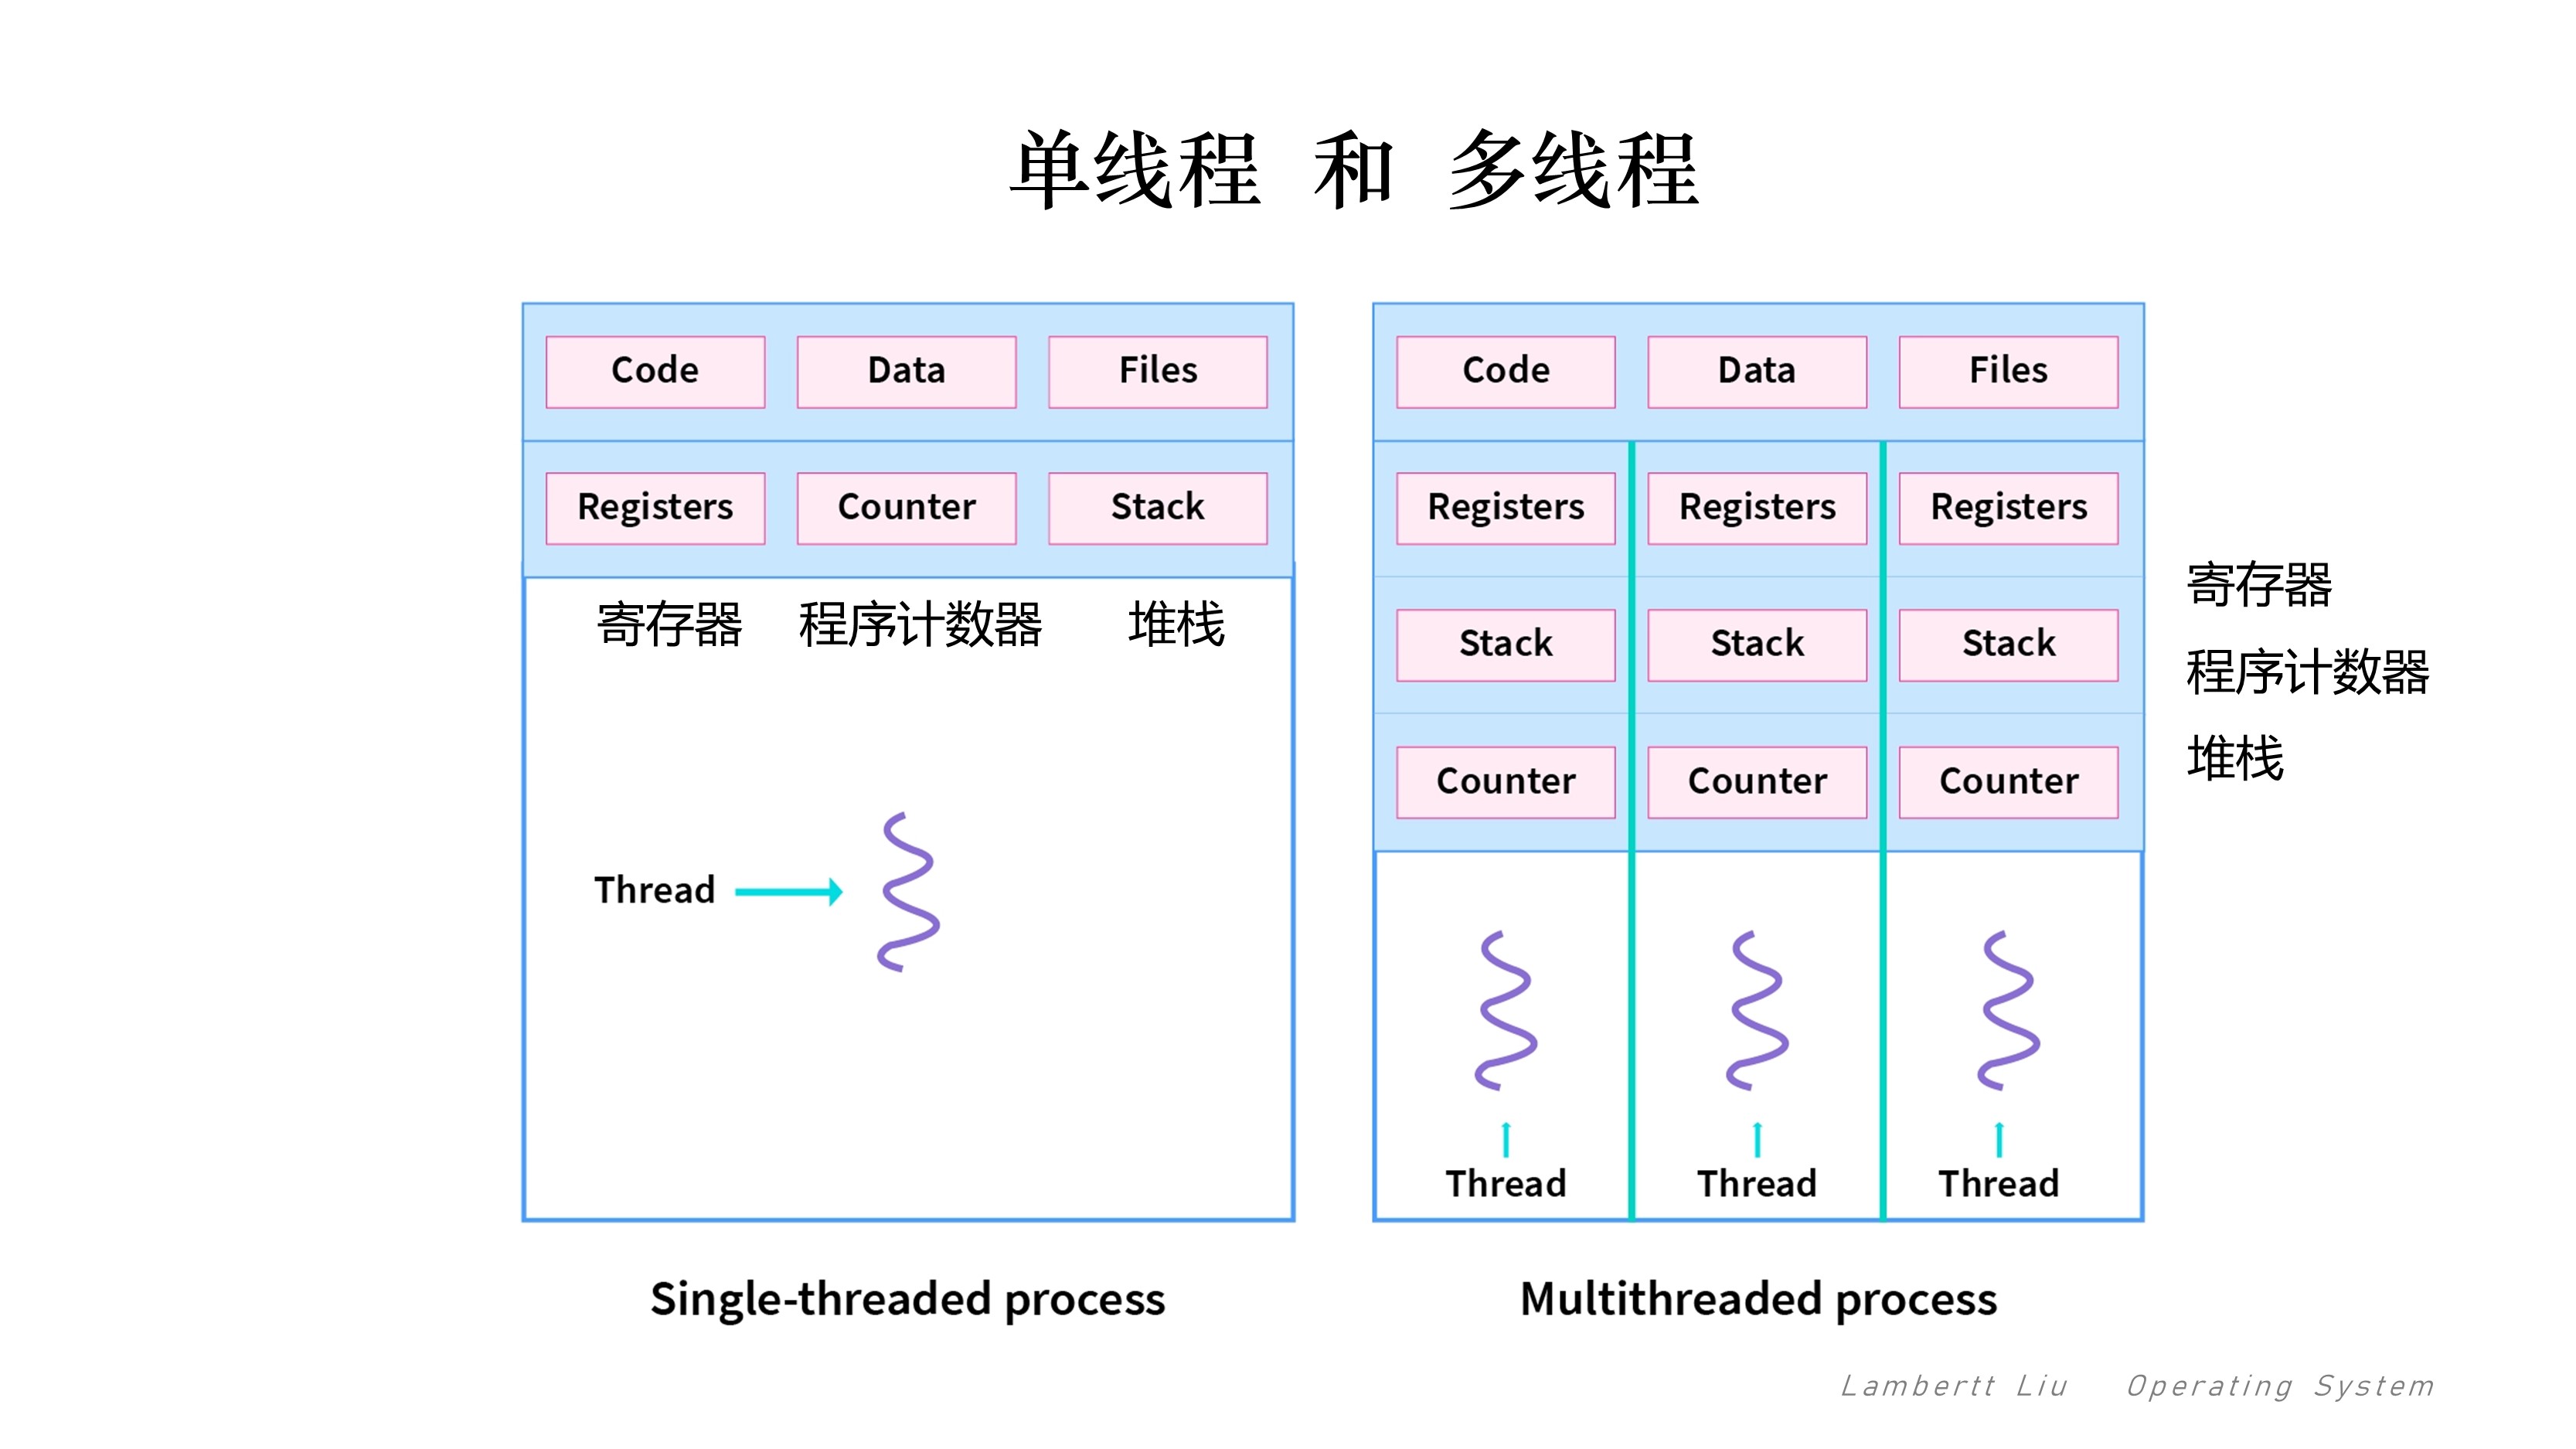 单线程 和 多线程
Code Data Files
Registers Counter Stack
寄存器 程序计数器 堆栈
Thread
Single-threaded process
Code Data Files
Registers Registers Registers
Stack Stack Stack
Counter Counter Counter
Thread Thread Thread
Multithreaded process
寄存器
程序计数器
堆栈
Lambertt Liu Operating System